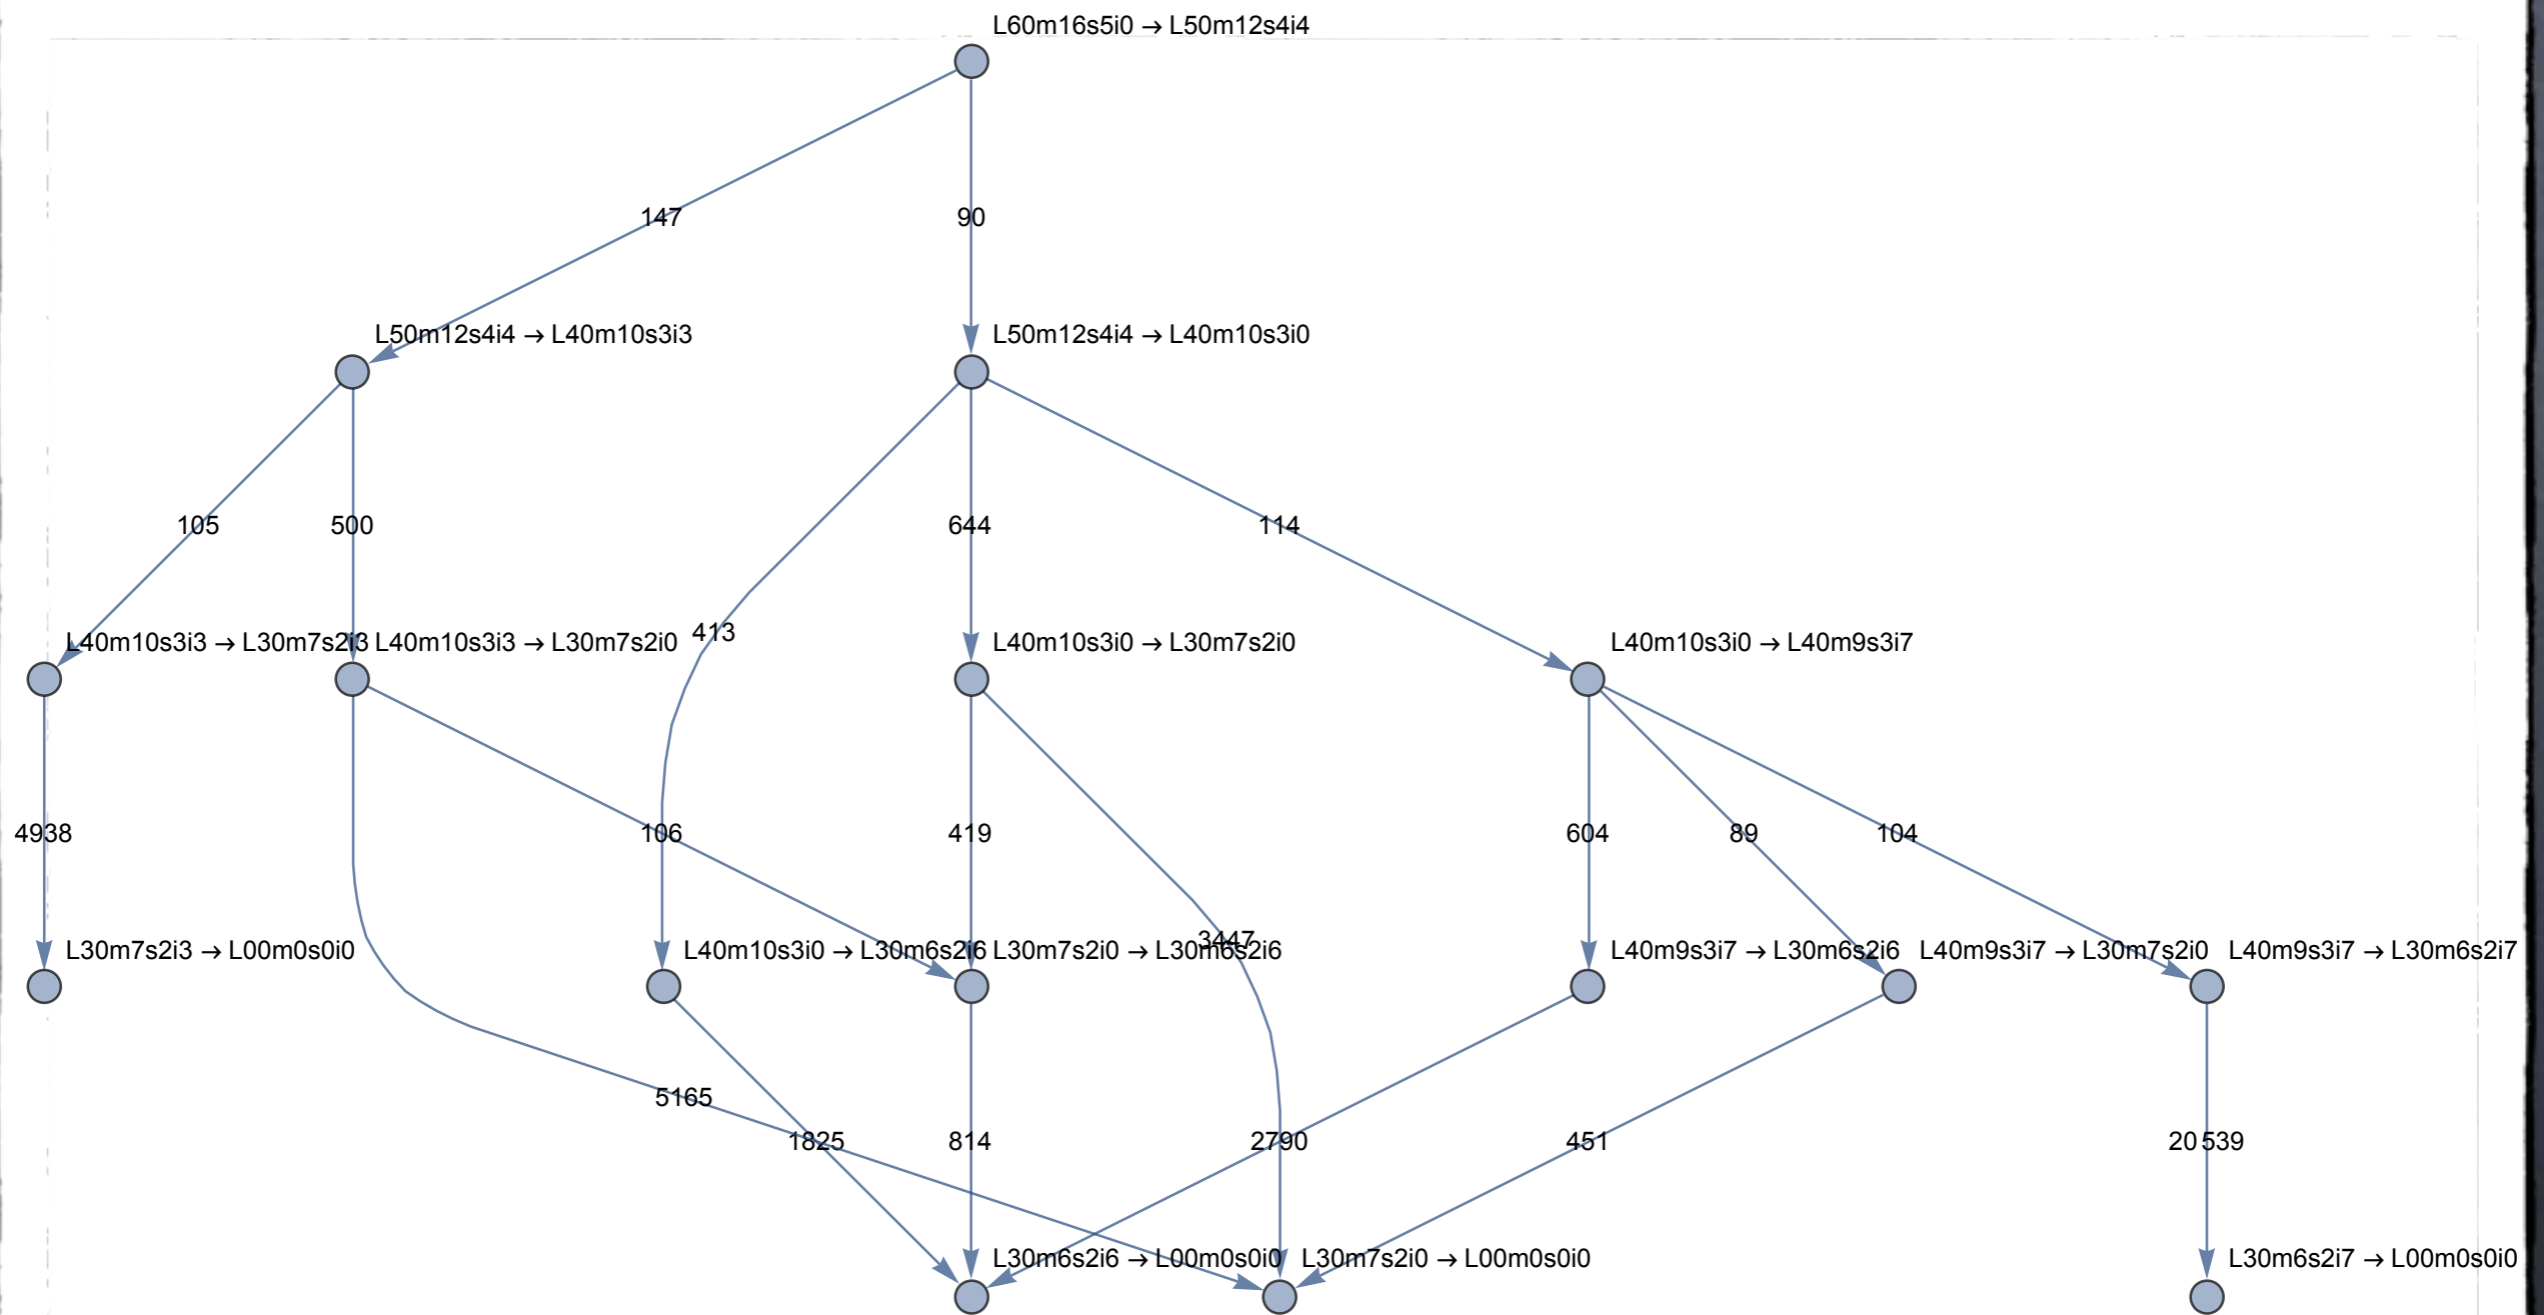 L60m16s5i0 → L50m12s4i4
147
90
L50m12s4i4 → L40m10s3i3
L50m12s4i4 → L40m10s3i0
105
500
644
114
413
L40m10s3i3 → L30m7s2i3
L40m10s3i3 → L30m7s2i0
L40m10s3i0 → L30m7s2i0
L40m10s3i0 → L40m9s3i7
4938
106
419
604
89
104
3447
L30m7s2i3 → L00m0s0i0
L40m10s3i0 → L30m6s2i6
L30m7s2i0 → L30m6s2i6
L40m9s3i7 → L30m6s2i6
L40m9s3i7 → L30m7s2i0
L40m9s3i7 → L30m6s2i7
5165
1825
814
2790
451
20 539
L30m6s2i6 → L00m0s0i0
L30m7s2i0 → L00m0s0i0
L30m6s2i7 → L00m0s0i0